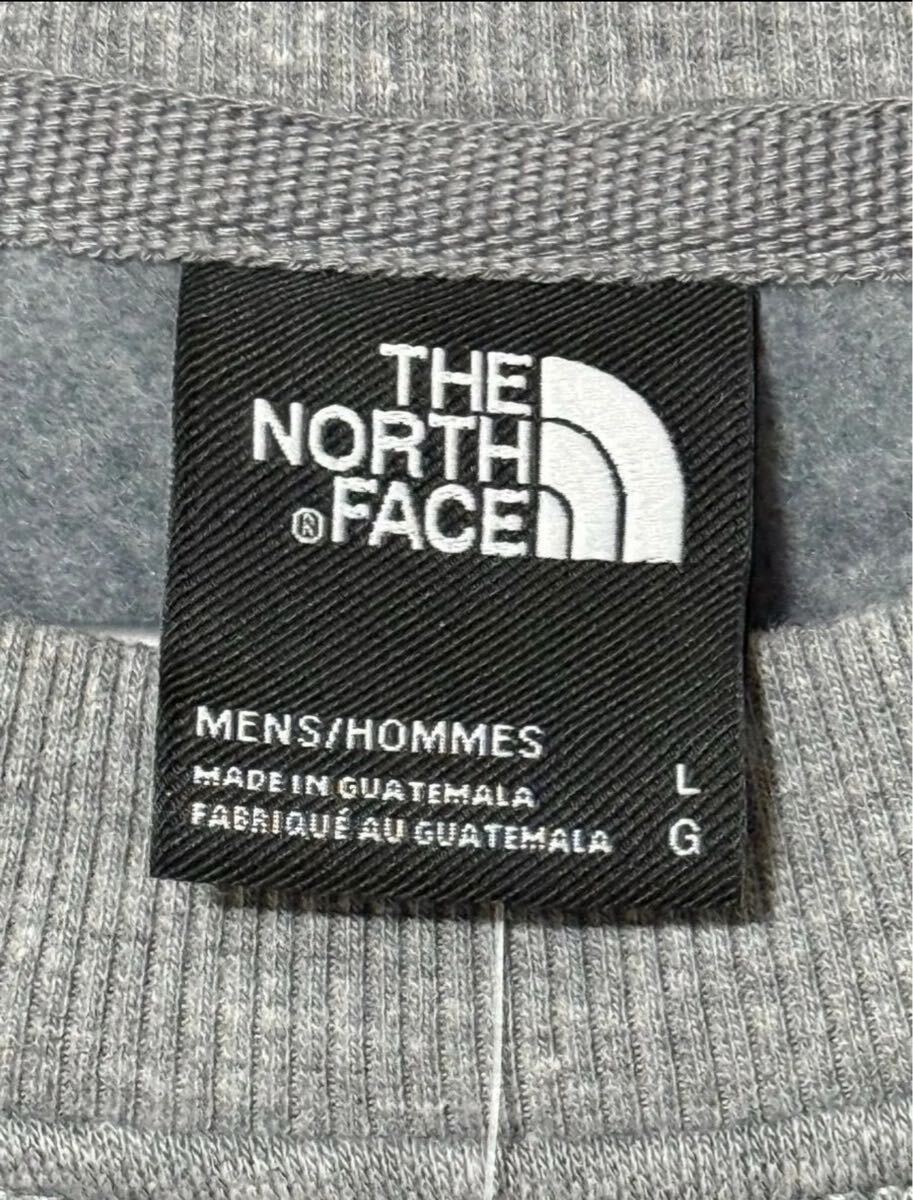 THE
NORTH
®FACE
MENS/HOMMES
MADE IN GUATEMALA
FABRIQUÉ AU GUATEMALA
L
G